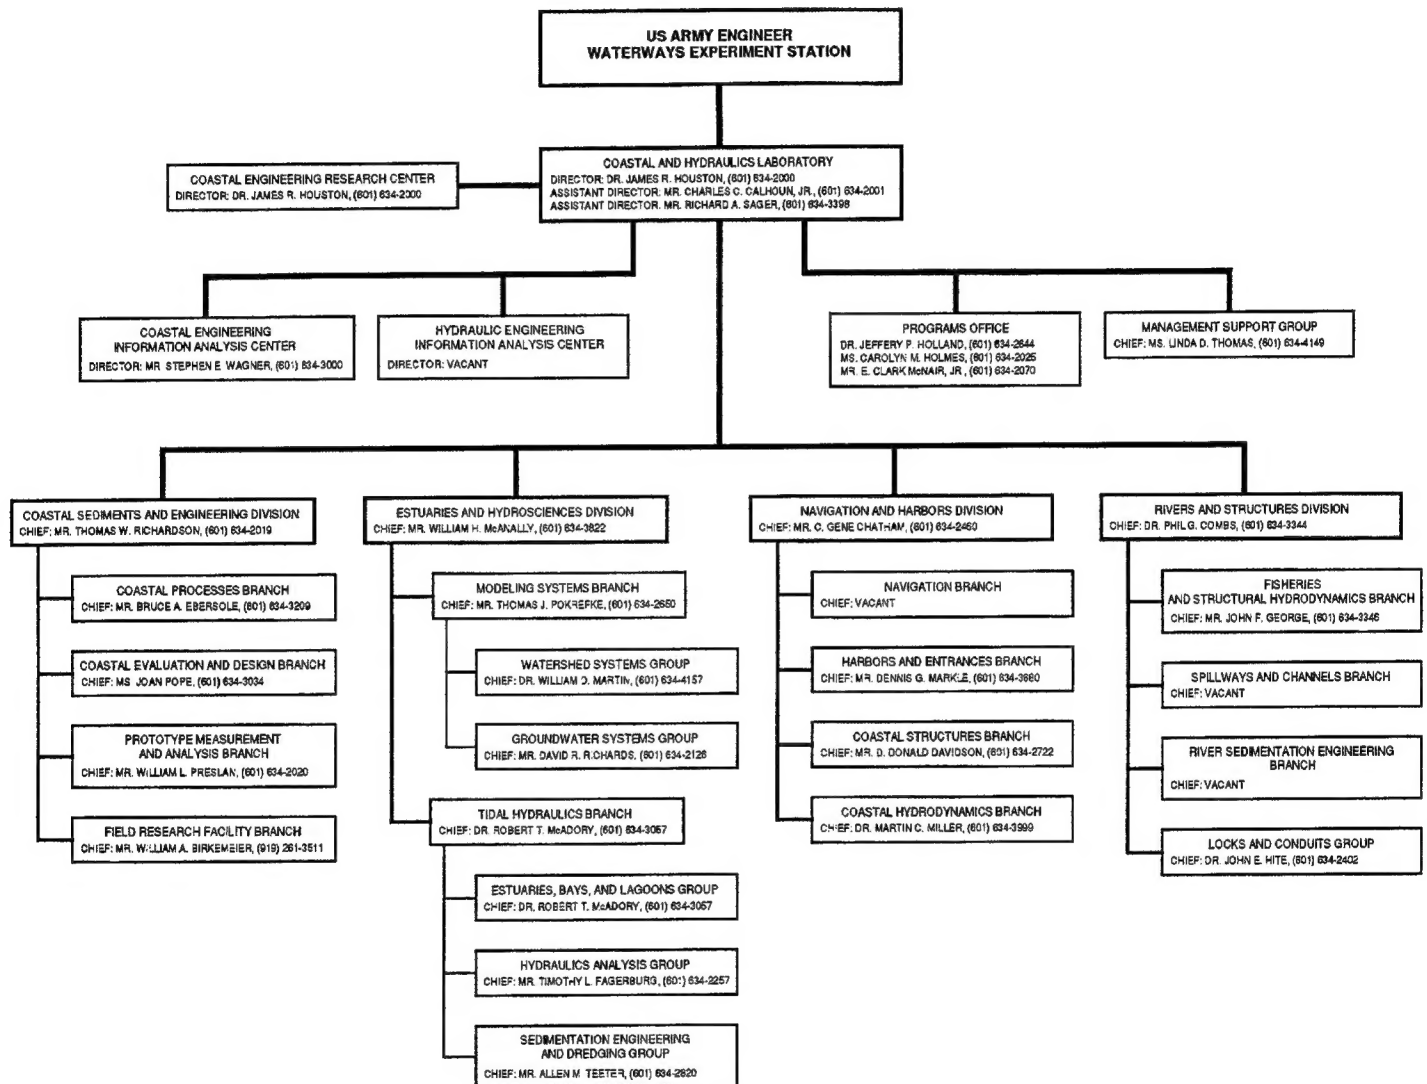 US ARMY ENGINEER
WATERWAYS EXPERIMENT STATION
COASTAL ENGINEERING RESEARCH CENTER
DIRECTOR: DR. JAMES R. HOUSTON, (601) 634-2000
COASTAL AND HYDRAULICS LABORATORY
DIRECTOR: DR. JAMES R. HOUSTON, (601) 634-2000
ASSISTANT DIRECTOR: MR. CHARLES C. CALHOUN, JR., (601) 634-2001
ASSISTANT DIRECTOR: MR. RICHARD A. SAGER, (601) 634-3398
COASTAL ENGINEERING
INFORMATION ANALYSIS CENTER
DIRECTOR: MR. STEPHEN E. WAGNER, (601) 634-3000
HYDRAULIC ENGINEERING
INFORMATION ANALYSIS CENTER
DIRECTOR: VACANT
PROGRAMS OFFICE
DR. JEFFERY P. HOLLAND, (601) 634-2644
MS. CAROLYN M. HOLMES, (601) 634-2025
MR. E. CLARK McNAIR, JR., (601) 634-2070
MANAGEMENT SUPPORT GROUP
CHIEF: MS. LINDA D. THOMAS, (601) 634-4149
COASTAL SEDIMENTS AND ENGINEERING DIVISION
CHIEF: MR. THOMAS W. RICHARDSON, (601) 634-2019
COASTAL PROCESSES BRANCH
CHIEF: MR. BRUCE A. EBERSOLE, (601) 634-3209
COASTAL EVALUATION AND DESIGN BRANCH
CHIEF: MS. JOAN POPE, (601) 634-3034
PROTOTYPE MEASUREMENT
AND ANALYSIS BRANCH
CHIEF: MR. WILLIAM L. PRESLAN, (601) 634-2020
FIELD RESEARCH FACILITY BRANCH
CHIEF: MR. WILLIAM A. BIRKEMEIER, (919) 261-3511
ESTUARIES AND HYDROSCIENCES DIVISION
CHIEF: MR. WILLIAM H. McANALLY, (601) 634-3822
MODELING SYSTEMS BRANCH
CHIEF: MR. THOMAS J. POKREFKE, (601) 634-2650
WATERSHED SYSTEMS GROUP
CHIEF: DR. WILLIAM D. MARTIN, (601) 634-4157
GROUNDWATER SYSTEMS GROUP
CHIEF: MR. DAVID R. RICHARDS, (601) 634-2126
TIDAL HYDRAULICS BRANCH
CHIEF: DR. ROBERT T. McADORY, (601) 634-3057
ESTUARIES, BAYS, AND LAGOONS GROUP
CHIEF: DR. ROBERT T. McADORY, (601) 634-3057
HYDRAULICS ANALYSIS GROUP
CHIEF: MR. TIMOTHY L. FAGERBURG, (601) 634-2257
SEDIMENTATION ENGINEERING
AND DREDGING GROUP
CHIEF: MR. ALLEN M. TEETER, (601) 634-2820
NAVIGATION AND HARBORS DIVISION
CHIEF: MR. C. GENE CHATHAM, (601) 634-2460
NAVIGATION BRANCH
CHIEF: VACANT
HARBORS AND ENTRANCES BRANCH
CHIEF: MR. DENNIS G. MARKLE, (601) 634-3680
COASTAL STRUCTURES BRANCH
CHIEF: MR. D. DONALD DAVIDSON, (601) 634-2722
COASTAL HYDRODYNAMICS BRANCH
CHIEF: DR. MARTIN C. MILLER, (601) 634-3999
RIVERS AND STRUCTURES DIVISION
CHIEF: DR. PHIL G. COMBS, (601) 634-3344
FISHERIES
AND STRUCTURAL HYDRODYNAMICS BRANCH
CHIEF: MR. JOHN F. GEORGE, (601) 634-3346
SPILLWAYS AND CHANNELS BRANCH
CHIEF: VACANT
RIVER SEDIMENTATION ENGINEERING
BRANCH
CHIEF: VACANT
LOCKS AND CONDUITS GROUP
CHIEF: DR. JOHN E. HITE, (601) 634-2402